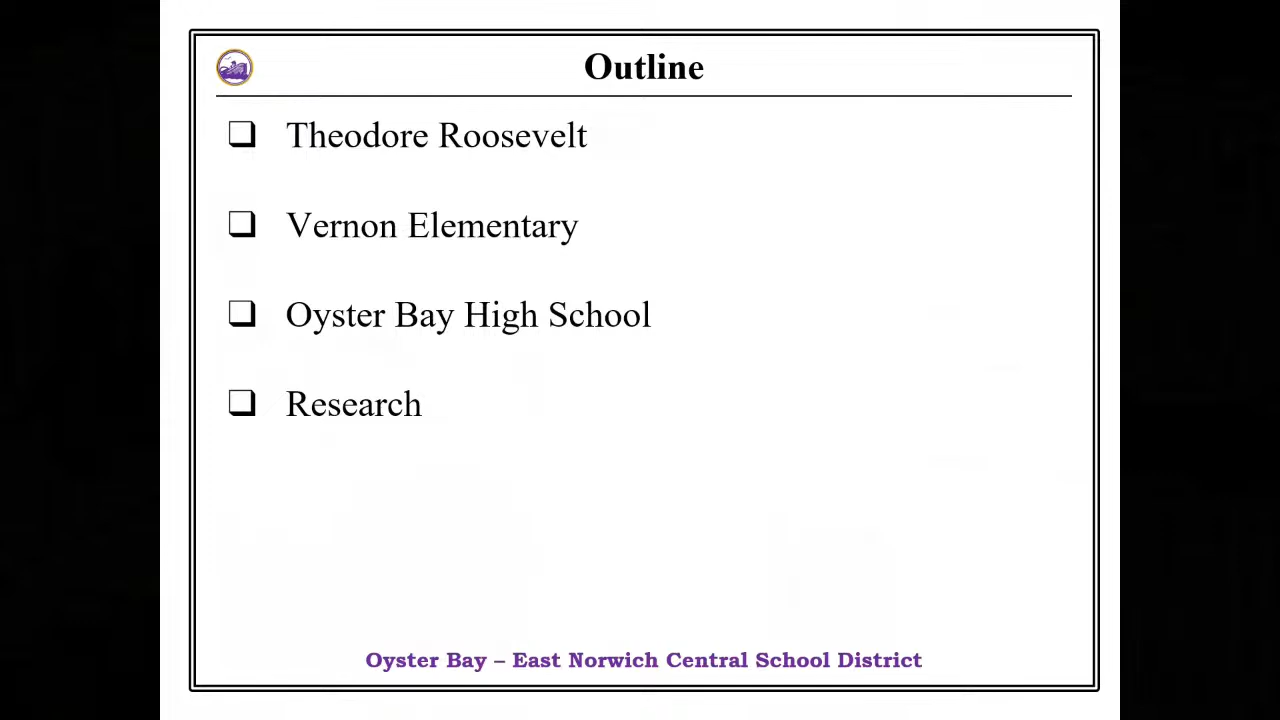 Outline
❑ Theodore Roosevelt
❑ Vernon Elementary
❑ Oyster Bay High School
❑ Research
Oyster Bay – East Norwich Central School District